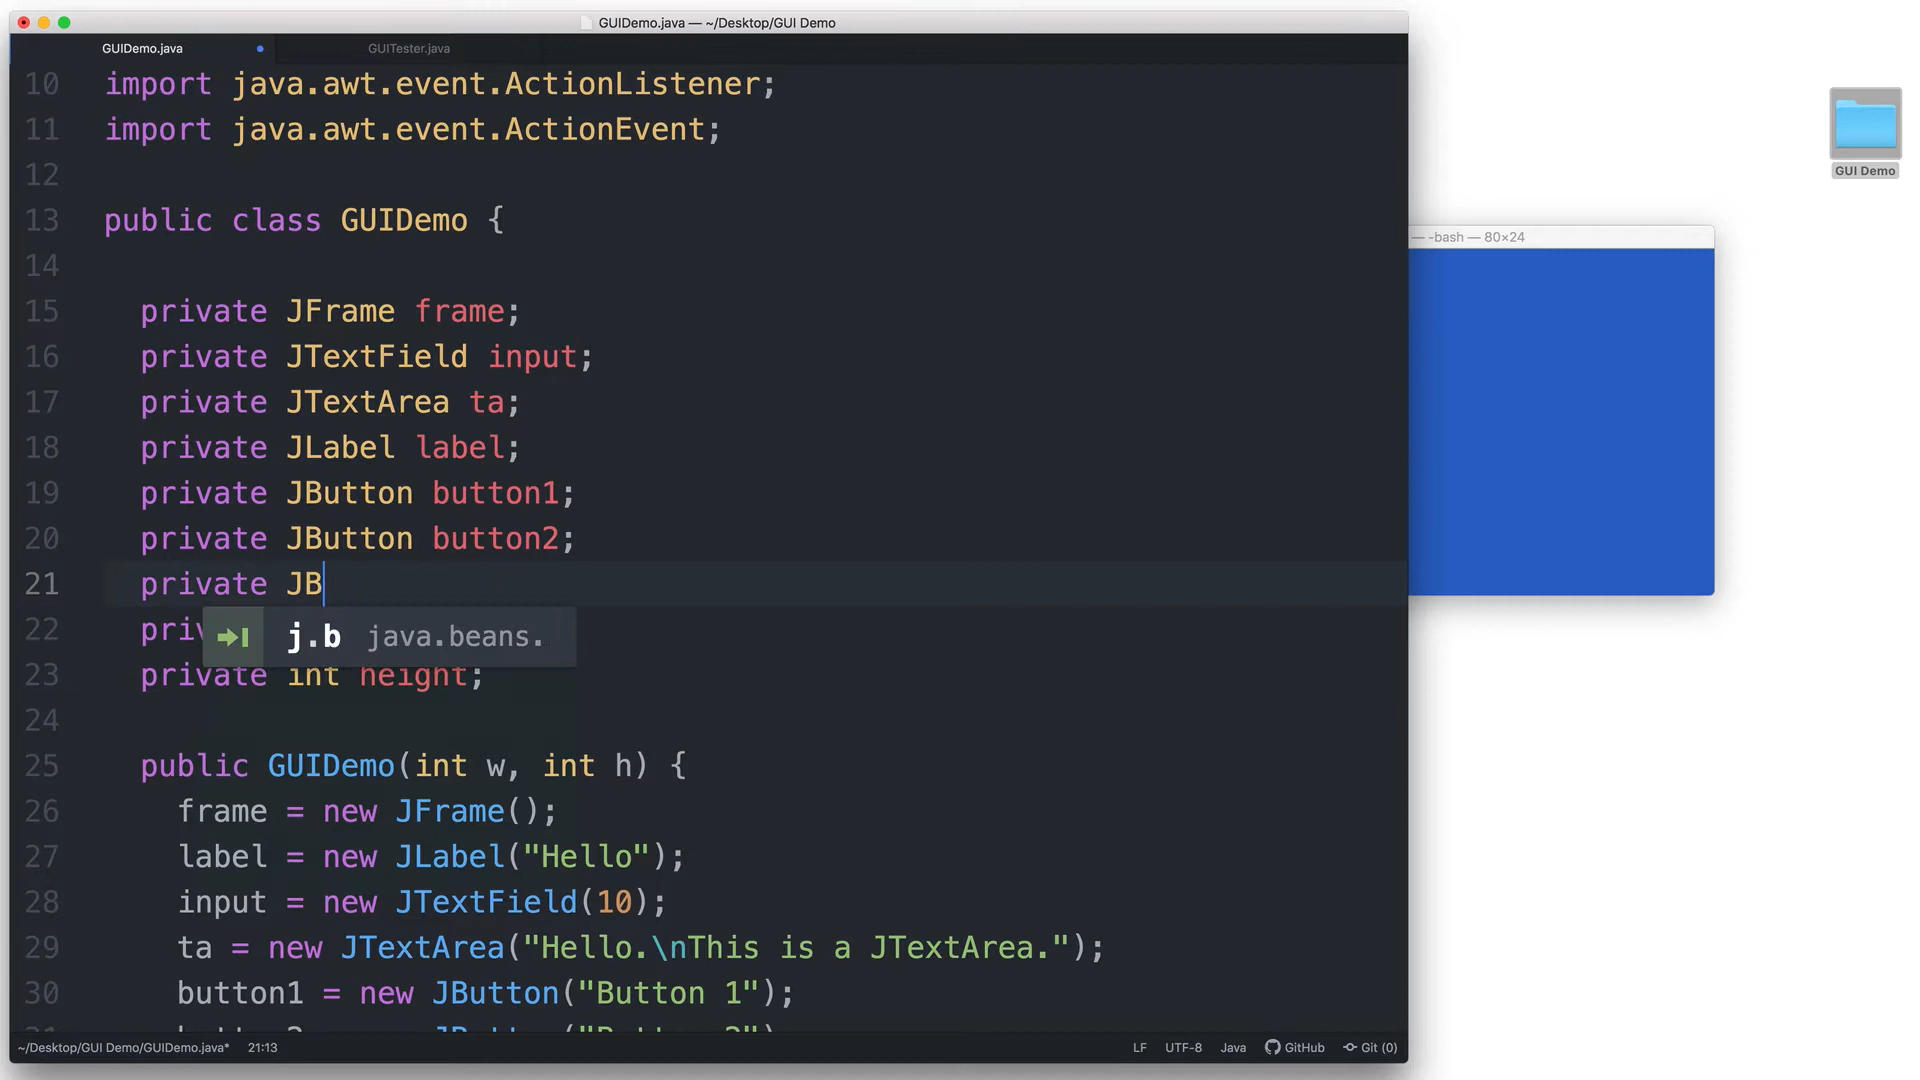 GUIDemo.java — ~/Desktop/GUI Demo
GUIDemo.java
GUITester.java
10 import java.awt.event.ActionListener;
11 import java.awt.event.ActionEvent;
12
13 public class GUIDemo {
14
15 private JFrame frame;
16 private JTextField input;
17 private JTextArea ta;
18 private JLabel label;
19 private JButton button1;
20 private JButton button2;
21 private JB
22 priv
j.b java.beans.
23 private int height;
24
25 public GUIDemo(int w, int h) {
26 frame = new JFrame();
27 label = new JLabel("Hello");
28 input = new JTextField(10);
29 ta = new JTextArea("Hello.\nThis is a JTextArea.");
30 button1 = new JButton("Button 1");
~/Desktop/GUI Demo/GUIDemo.java* 21:13
LF UTF-8 Java GitHub Git (0)
— -bash — 80×24
GUI Demo